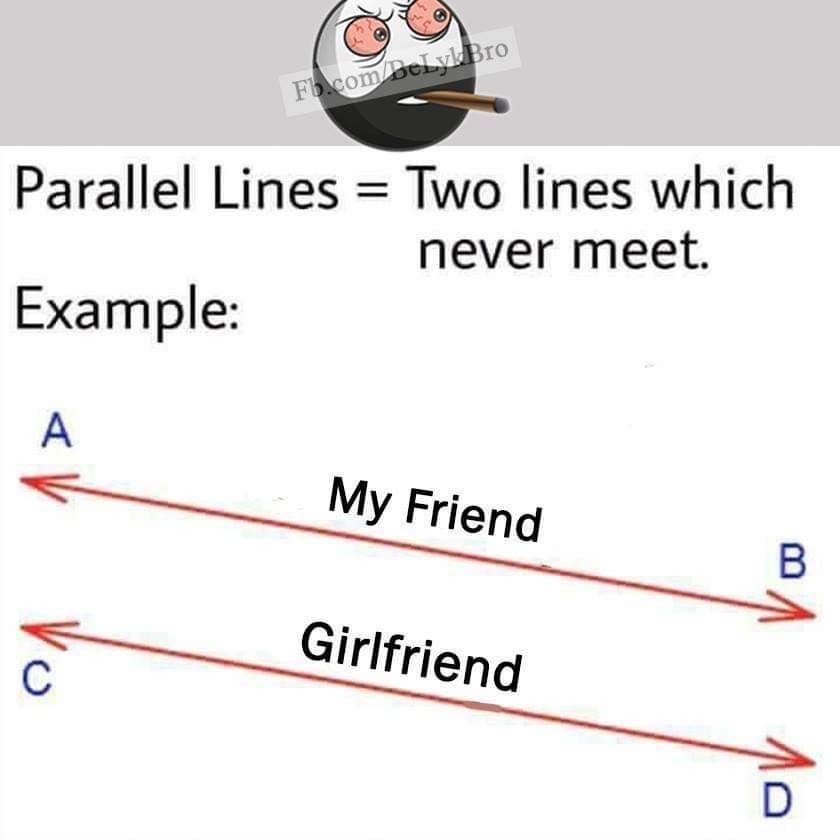 Fb.com/BeLykBro
Parallel Lines = Two lines which
never meet.
Example:
A
My Friend
B
Girlfriend
C
D